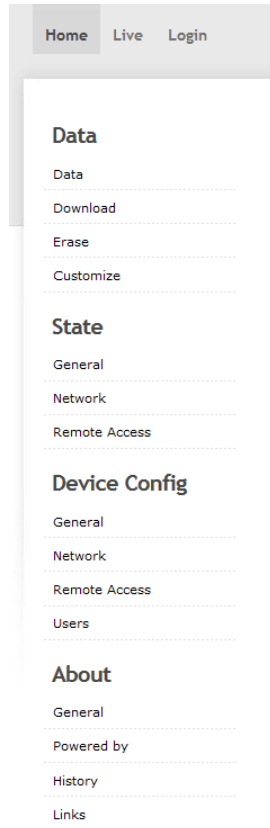 Home Live Login
Data
Data
Download
Erase
Customize
State
General
Network
Remote Access
Device Config
General
Network
Remote Access
Users
About
General
Powered by
History
Links